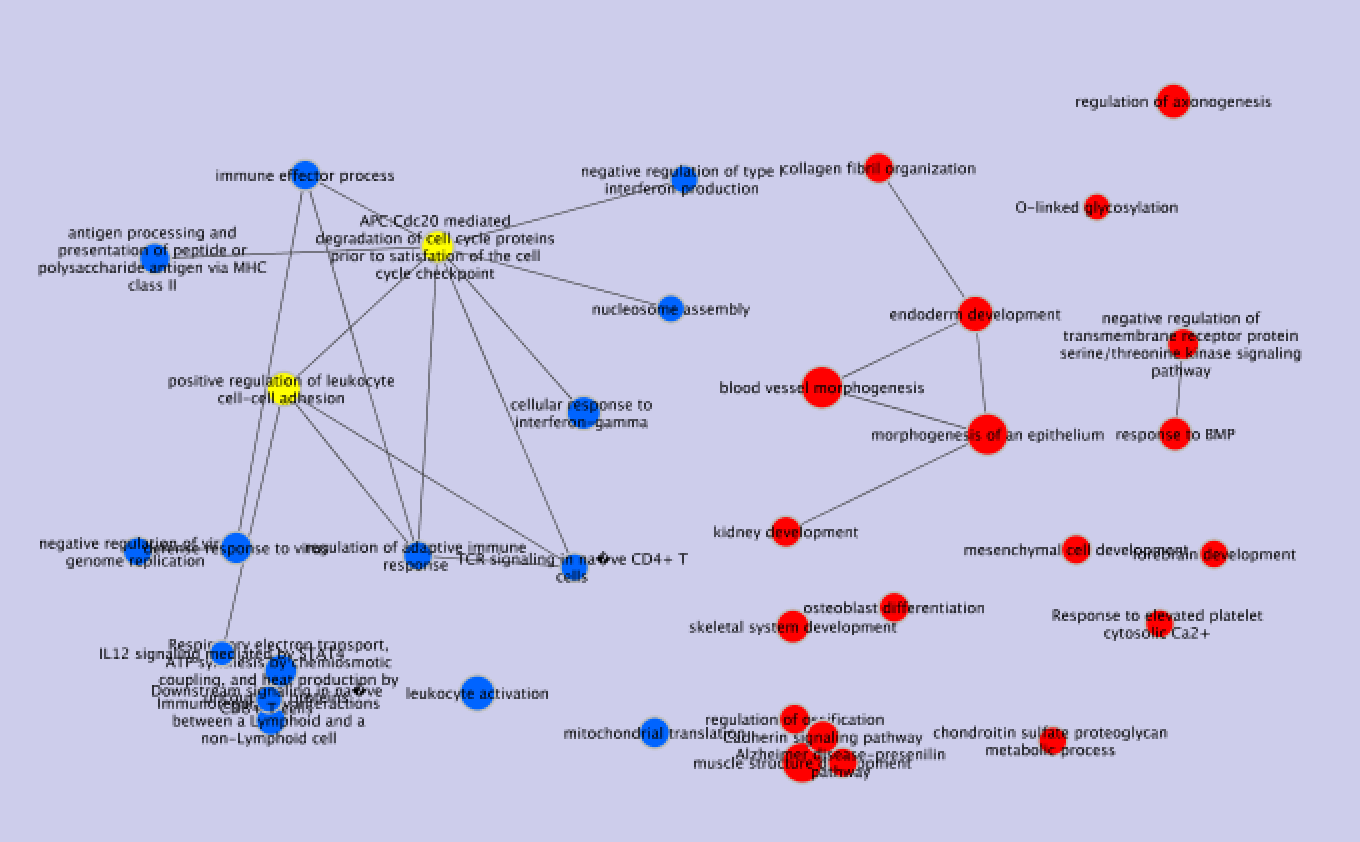 regulation of axonogenesis
immune effector process
negative regulation of type I
interferon production
collagen fibril organization
O-linked glycosylation
APC:Cdc20 mediated
degradation of cell cycle proteins
prior to satisfation of the cell
cycle checkpoint
antigen processing and
presentation of peptide or
polysaccharide antigen via MHC
class II
nucleosome assembly
endoderm development
negative regulation of
transmembrane receptor protein
serine/threonine kinase signaling
pathway
positive regulation of leukocyte
cell-cell adhesion
blood vessel morphogenesis
cellular response to
interferon-gamma
morphogenesis of an epithelium
response to BMP
kidney development
negative regulation of
genome replication
defense response to virus
regulation of adaptive immune
response
TCR signaling in na�ve CD4+ T
cells
mesenchymal cell development
forebrain development
osteoblast differentiation
skeletal system development
Response to elevated platelet
cytosolic Ca2+
IL12 signaling mediated by STAT4
Respiratory electron transport,
ATP synthesis by chemiosmotic
coupling, and heat production by
Downstream signaling in na�ve
between a Lymphoid and a
non-Lymphoid cell
leukocyte activation
mitochondrial translation
regulation of ossification
Cadherin signaling pathway
Alzheimer disease-presenilin
pathway
muscle structure development
chondroitin sulfate proteoglycan
metabolic process